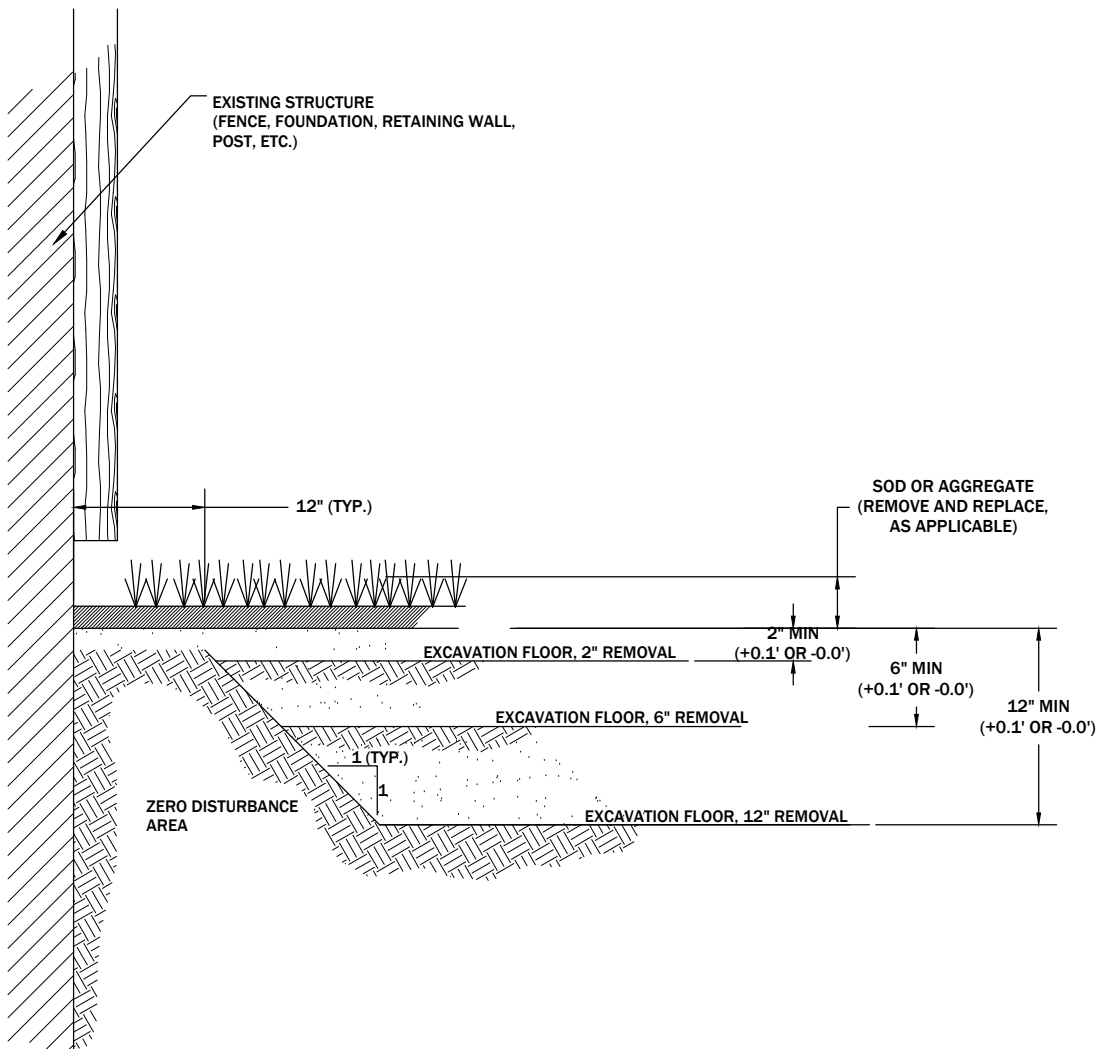 EXISTING STRUCTURE
(FENCE, FOUNDATION, RETAINING WALL,
POST, ETC.)
12" (TYP.)
SOD OR AGGREGATE
(REMOVE AND REPLACE,
AS APPLICABLE)
2" MIN
(+0.1' OR -0.0')
EXCAVATION FLOOR, 2" REMOVAL
6" MIN
(+0.1' OR -0.0')
12" MIN
(+0.1' OR -0.0')
EXCAVATION FLOOR, 6" REMOVAL
1 (TYP.)
1
ZERO DISTURBANCE
AREA
EXCAVATION FLOOR, 12" REMOVAL